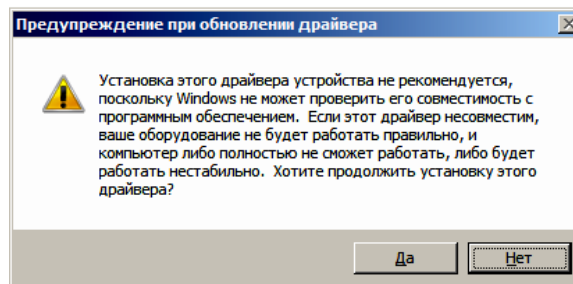 Предупреждение при обновлении драйвера
Установка этого драйвера устройства не рекомендуется,
поскольку Windows не может проверить его совместимость с
программным обеспечением. Если этот драйвер несовместим,
ваше оборудование не будет работать правильно, и
компьютер либо полностью не сможет работать, либо будет
работать нестабильно. Хотите продолжить установку этого
драйвера?
Да
Нет